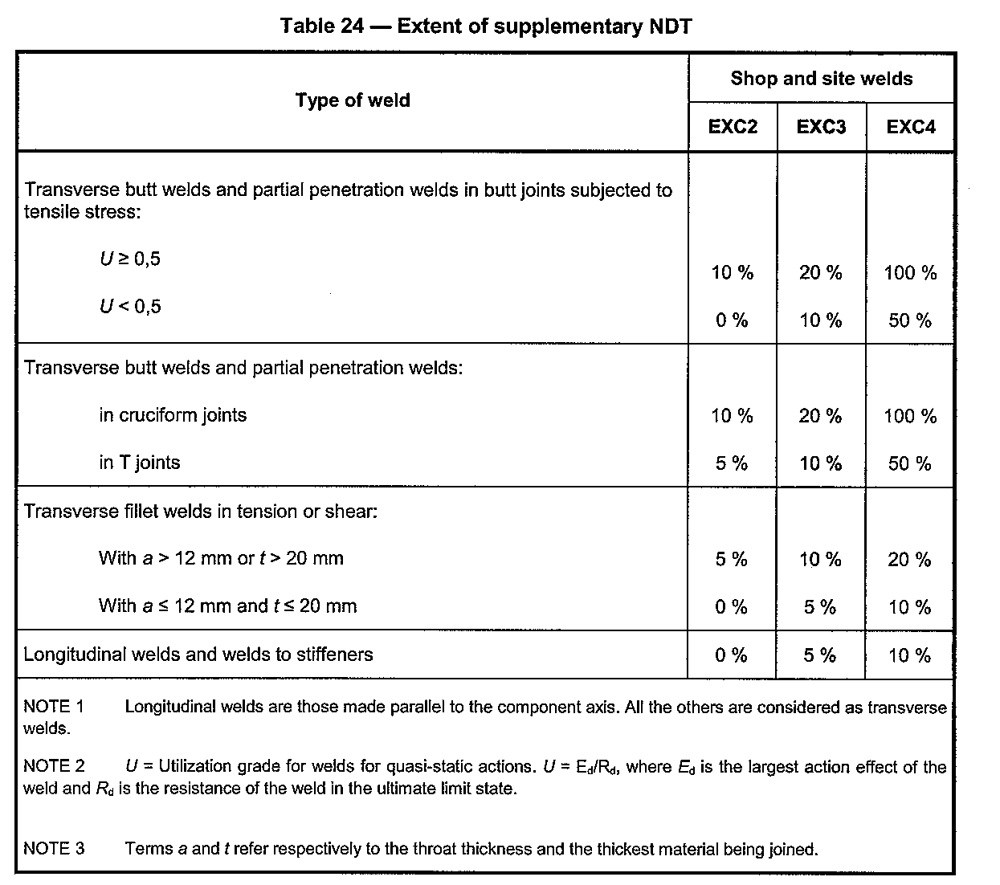 Table 24 — Extent of supplementary NDT
Type of weld
Shop and site welds
EXC2 EXC3 EXC4
Transverse butt welds and partial penetration welds in butt joints subjected to
tensile stress:
U ≥ 0,5
10 % 20 % 100 %
U < 0,5
0 % 10 % 50 %
Transverse butt welds and partial penetration welds:
in cruciform joints 10 % 20 % 100 %
in T joints 5 % 10 % 50 %
Transverse fillet welds in tension or shear:
With a > 12 mm or t > 20 mm 5 % 10 % 20 %
With a ≤ 12 mm and t ≤ 20 mm 0 % 5 % 10 %
Longitudinal welds and welds to stiffeners 0 % 5 % 10 %
NOTE 1 Longitudinal welds are those made parallel to the component axis. All the others are considered as transverse
welds.
NOTE 2 U = Utilization grade for welds for quasi-static actions. U = Ed/Rd, where Ed is the largest action effect of the
weld and Rd is the resistance of the weld in the ultimate limit state.
NOTE 3 Terms a and t refer respectively to the throat thickness and the thickest material being joined.